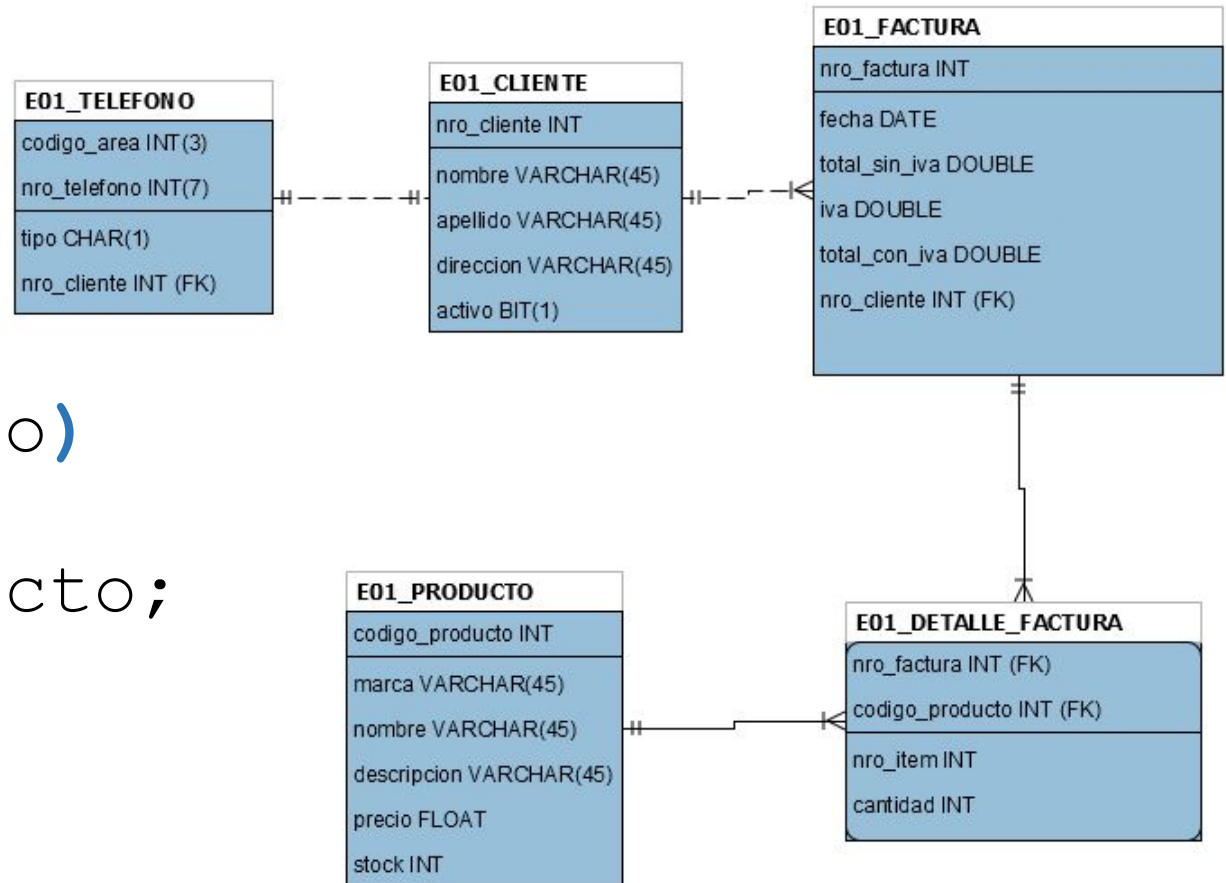 E01_TELEFONO
codigo_area INT(3)
nro_telefono INT(7)
tipo CHAR(1)
nro_cliente INT (FK)
E01_CLIENTE
nro_cliente INT
nombre VARCHAR(45)
apellido VARCHAR(45)
direccion VARCHAR(45)
activo BIT(1)
E01_FACTURA
nro_factura INT
fecha DATE
total_sin_iva DOUBLE
iva DOUBLE
total_con_iva DOUBLE
nro_cliente INT (FK)
o)
cto;
E01_PRODUCTO
codigo_producto INT
marca VARCHAR(45)
nombre VARCHAR(45)
descripcion VARCHAR(45)
precio FLOAT
stock INT
E01_DETALLE_FACTURA
nro_factura INT (FK)
codigo_producto INT (FK)
nro_item INT
cantidad INT